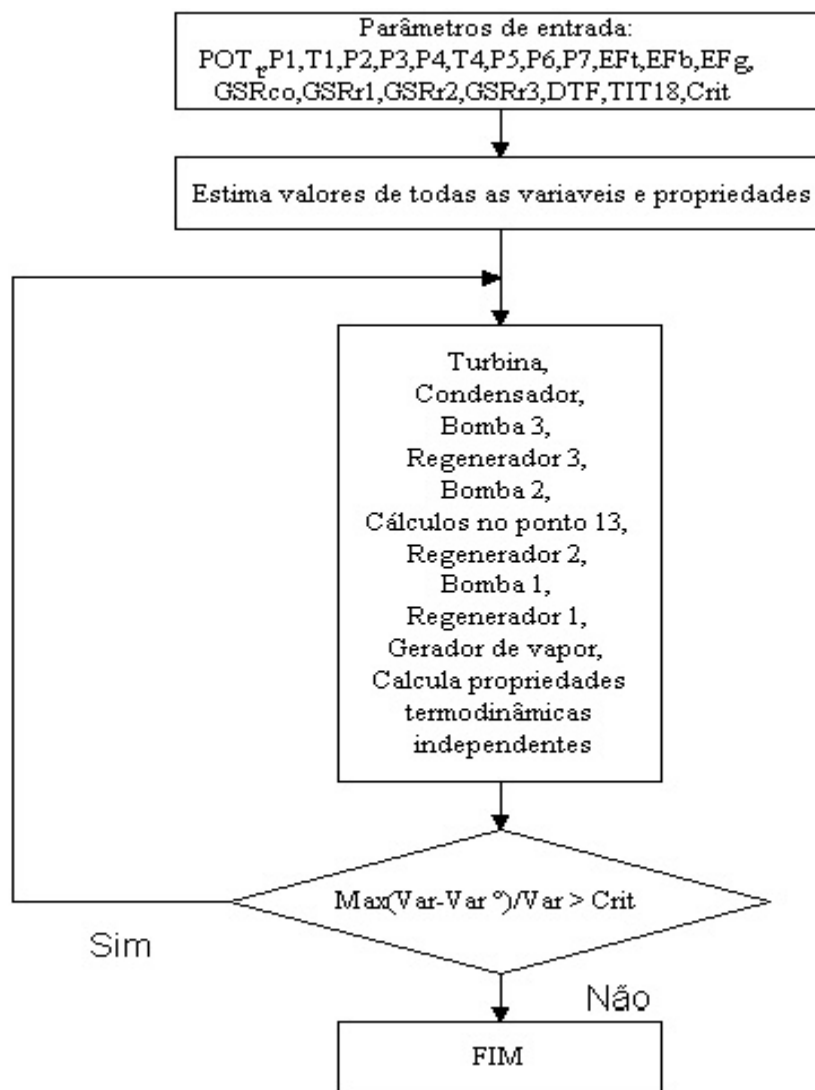 Parâmetros de entrada:
POTt,P1,T1,P2,P3,P4,T4,P5,P6,P7,EFt,EFb,EFg,
GSRco,GSRr1,GSRr2,GSRr3,DTF,TIT18,Crit
Estima valores de todas as variaveis e propriedades
Turbina,
Condensador,
Bomba 3,
Regenerador 3,
Bomba 2,
Cálculos no ponto 13,
Regenerador 2,
Bomba 1,
Regenerador 1,
Gerador de vapor,
Calcula propriedades
termodinâmicas
independentes
Max(Var-Var º)/Var > Crit
Sim
Não
FIM